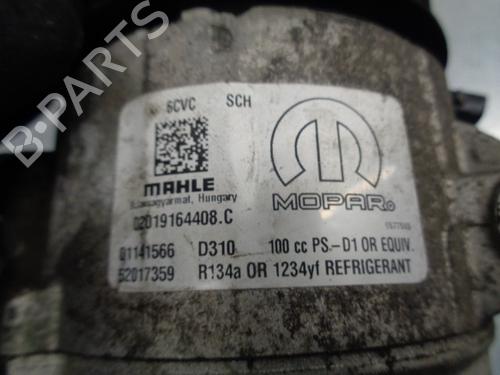 6CVC SCH
MAHLE
Balassagyarmat, Hungary
MOPAR®
02019164408.C
01141566 D310 100 cc PS.-D1 OR EQUIV.
52017359 R134a OR 1234yf REFRIGERANT
B-PARTS